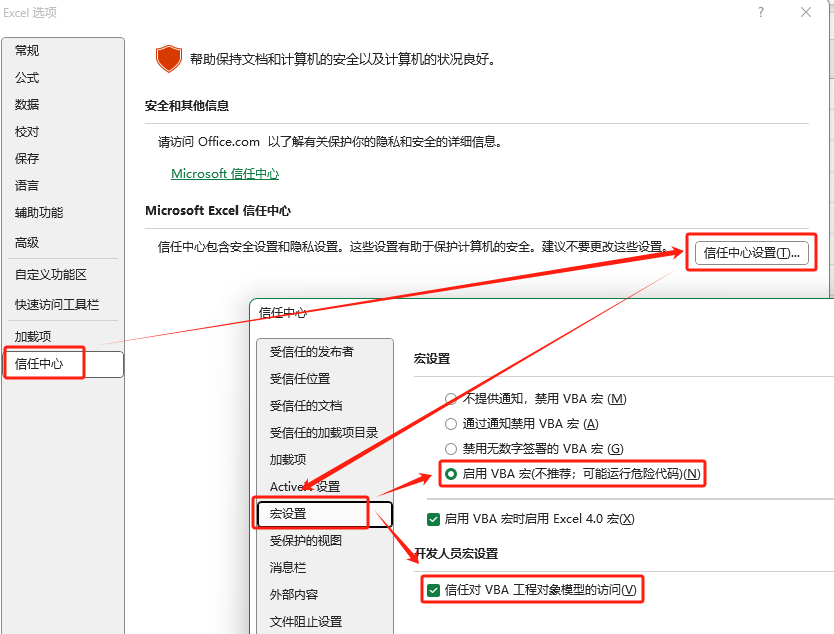 Excel 选项
?
常规
公式
数据
校对
保存
语言
辅助功能
高级
自定义功能区
快速访问工具栏
加载项
信任中心
帮助保持文档和计算机的安全以及计算机的状况良好。
安全和其他信息
请访问 Office.com 以了解有关保护你的隐私和安全的详细信息。
Microsoft 信任中心
Microsoft Excel 信任中心
信任中心包含安全设置和隐私设置。这些设置有助于保护计算机的安全。建议不要更改这些设置。
信任中心设置(T)...
信任中心
受信任的发布者
受信任位置
受信任的文档
受信任的加载项目录
加载项
ActiveX 设置
宏设置
受保护的视图
消息栏
外部内容
文件阻止设置
宏设置
不提供通知，禁用 VBA 宏 (M)
通过通知禁用 VBA 宏 (A)
禁用无数字签署的 VBA 宏 (G)
启用 VBA 宏(不推荐；可能运行危险代码)(N)
启用 VBA 宏时启用 Excel 4.0 宏(X)
开发人员宏设置
信任对 VBA 工程对象模型的访问(V)